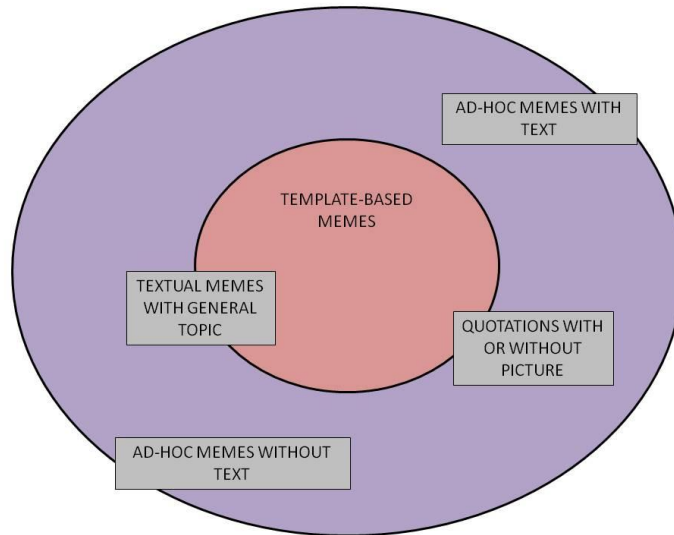 AD-HOC MEMES WITH
TEXT
TEMPLATE-BASED
MEMES
TEXTUAL MEMES
WITH GENERAL
TOPIC
QUOTATIONS WITH
OR WITHOUT
PICTURE
AD-HOC MEMES WITHOUT
TEXT